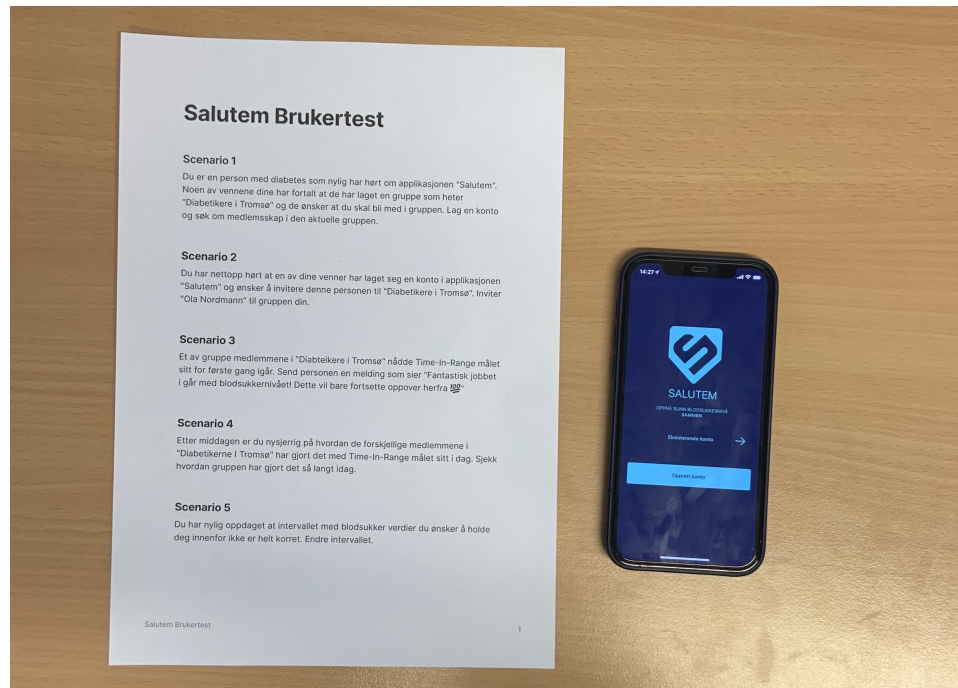 Salutem Brukertest
Scenario 1
Du er en person med diabetes som nylig har hørt om applikasjonen "Salutem".
Noen av vennene dine har fortalt at de har laget en gruppe som heter
"Diabetikere i Tromsø" og de ønsker at du skal bli med i gruppen. Lag en konto
og søk om medlemsskap i den aktuelle gruppen.
Scenario 2
Du har nettopp hørt at en av dine venner har laget seg en konto i applikasjonen
"Salutem" og ønsker å invitere denne personen til "Diabetikere i Tromsø". Inviter
"Ola Nordmann" til gruppen din.
Scenario 3
Et av gruppe medlemmene i "Diabteikere i Tromsø" nådde Time-In-Range målet
sitt for første gang igår. Send personen en melding som sier "Fantastisk jobbet
i går med blodsukkernivået! Dette vil bare fortsette oppover herfra 💯"
Scenario 4
Etter middagen er du nysjerrig på hvordan de forskjellige medlemmene i
"Diabetikerne I Tromsø" har gjort det med Time-In-Range målet sitt i dag. Sjekk
hvordan gruppen har gjort det så langt idag.
Scenario 5
Du har nylig oppdaget at intervallet med blodsukker verdier du ønsker å holde
deg innenfor ikke er helt korret. Endre intervallet.
Salutem Brukertest
1
14:27
SALUTEM
OPPNÅ SUNN BLODSUKKERNIVÅ
SAMMEN
Eksisterende konto
Opprett konto